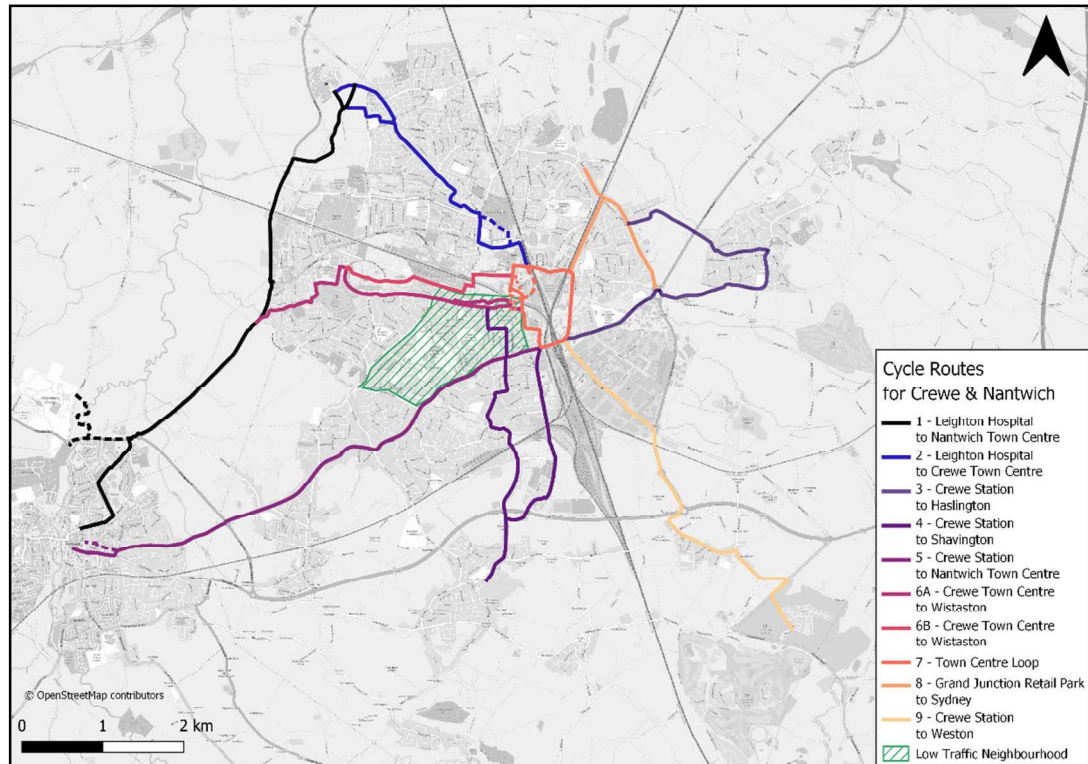 Cycle Routes
for Crewe & Nantwich
1 - Leighton Hospital
to Nantwich Town Centre
2 - Leighton Hospital
to Crewe Town Centre
3 - Crewe Station
to Haslington
4 - Crewe Station
to Shavington
5 - Crewe Station
to Nantwich Town Centre
6A - Crewe Town Centre
to Wistaston
6B - Crewe Town Centre
to Wistaston
7 - Town Centre Loop
8 - Grand Junction Retail Park
to Sydney
9 - Crewe Station
to Weston
Low Traffic Neighbourhood
© OpenStreetMap contributors
0 1 2 km